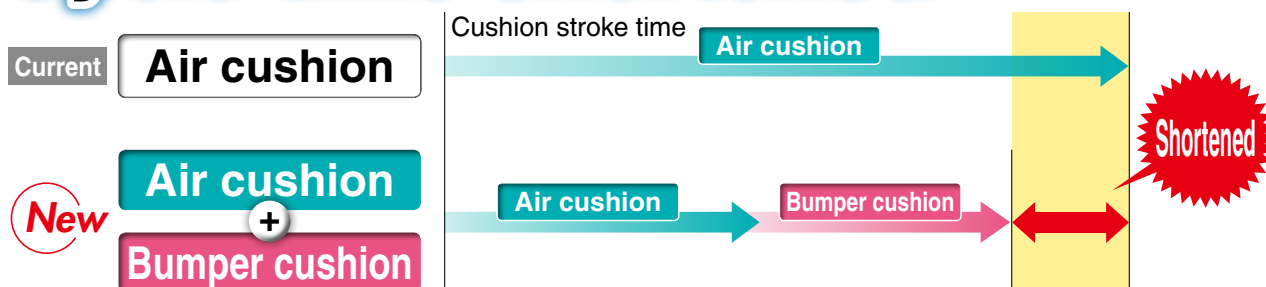 Cushion stroke time
Current
Air cushion
Air cushion
Shortened
New
Air cushion
+
Bumper cushion
Air cushion
Bumper cushion